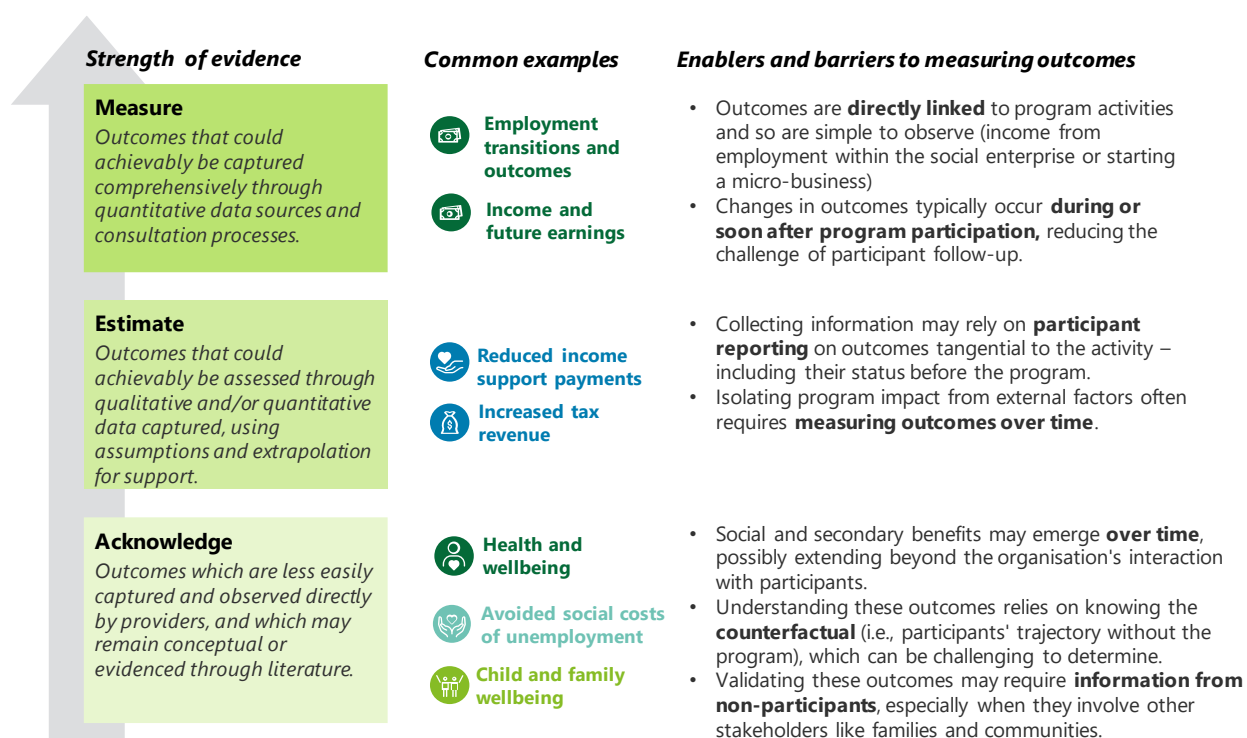 Strength of evidence
Common examples
Enablers and barriers to measuring outcomes
Measure
Outcomes that could
achievably be captured
comprehensively through
quantitative data sources and
consultation processes.
Employment
transitions and
outcomes
Income and
future earnings
• Outcomes are directly linked to program activities
and so are simple to observe (income from
employment within the social enterprise or starting
a micro-business)
• Changes in outcomes typically occur during or
soon after program participation, reducing the
challenge of participant follow-up.
Estimate
Outcomes that could
achievably be assessed through
qualitative and/or quantitative
data captured, using
assumptions and extrapolation
for support.
Reduced income
support payments
Increased tax
revenue
• Collecting information may rely on participant
reporting on outcomes tangential to the activity –
including their status before the program.
• Isolating program impact from external factors often
requires measuring outcomes over time.
Acknowledge
Outcomes which are less easily
captured and observed directly
by providers, and which may
remain conceptual or
evidenced through literature.
Health and
wellbeing
Avoided social costs
of unemployment
Child and family
wellbeing
• Social and secondary benefits may emerge over time,
possibly extending beyond the organisation's interaction
with participants.
• Understanding these outcomes relies on knowing the
counterfactual (i.e., participants' trajectory without the
program), which can be challenging to determine.
• Validating these outcomes may require information from
non-participants, especially when they involve other
stakeholders like families and communities.